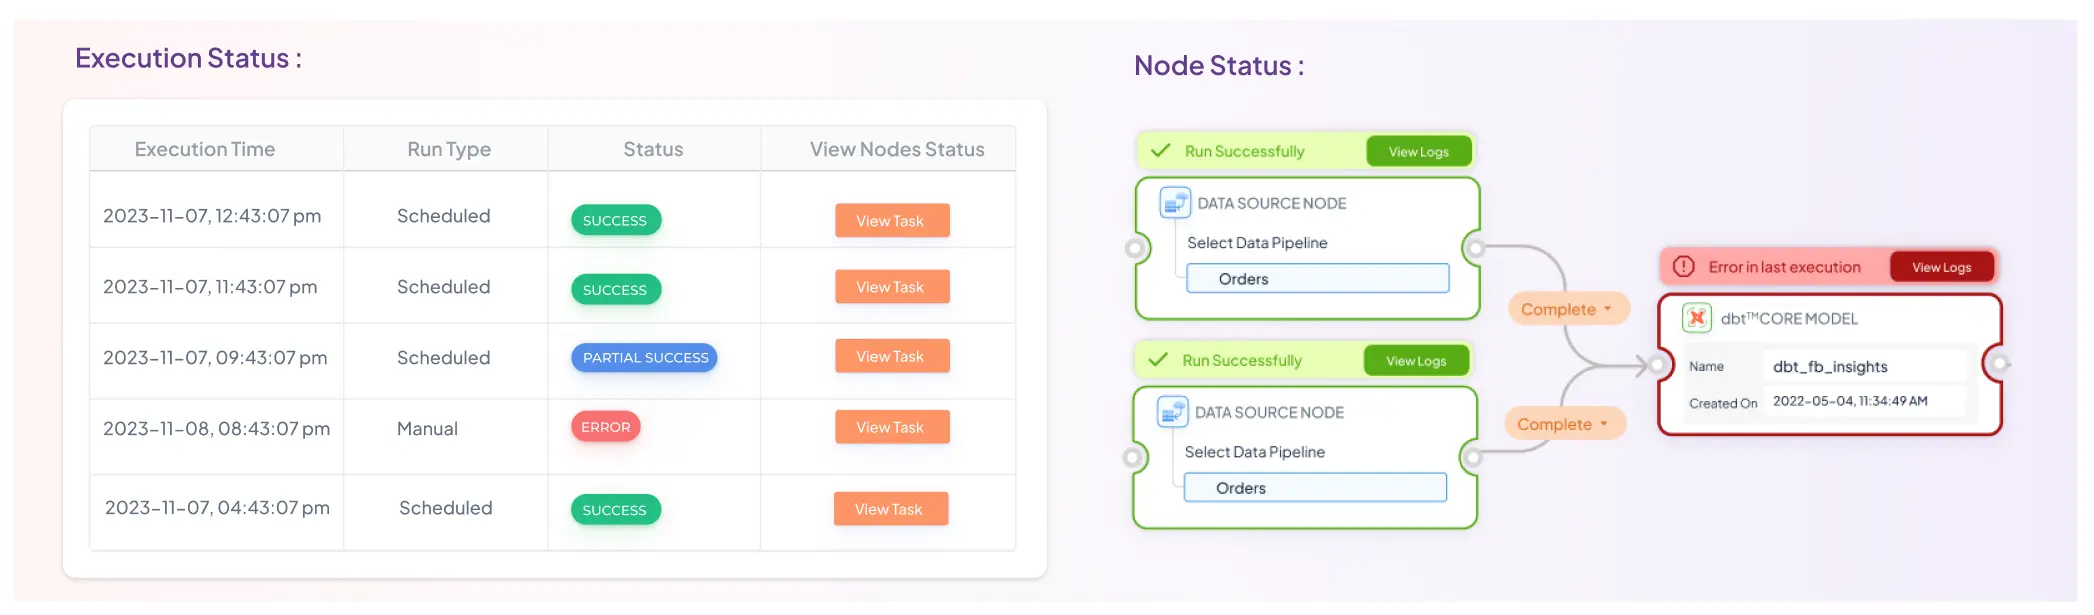 Execution Status :
Execution Time Run Type Status View Nodes Status
2023-11-07, 12:43:07 pm Scheduled SUCCESS View Task
2023-11-07, 11:43:07 pm Scheduled SUCCESS View Task
2023-11-07, 09:43:07 pm Scheduled PARTIAL SUCCESS View Task
2023-11-08, 08:43:07 pm Manual ERROR View Task
2023-11-07, 04:43:07 pm Scheduled SUCCESS View Task
Node Status :
Run Successfully View Logs
DATA SOURCE NODE
Select Data Pipeline
Orders
Complete
Run Successfully View Logs
DATA SOURCE NODE
Select Data Pipeline
Orders
Complete
Error in last execution View Logs
dbt™CORE MODEL
Name dbt_fb_insights
Created On 2022-05-04, 11:34:49 AM